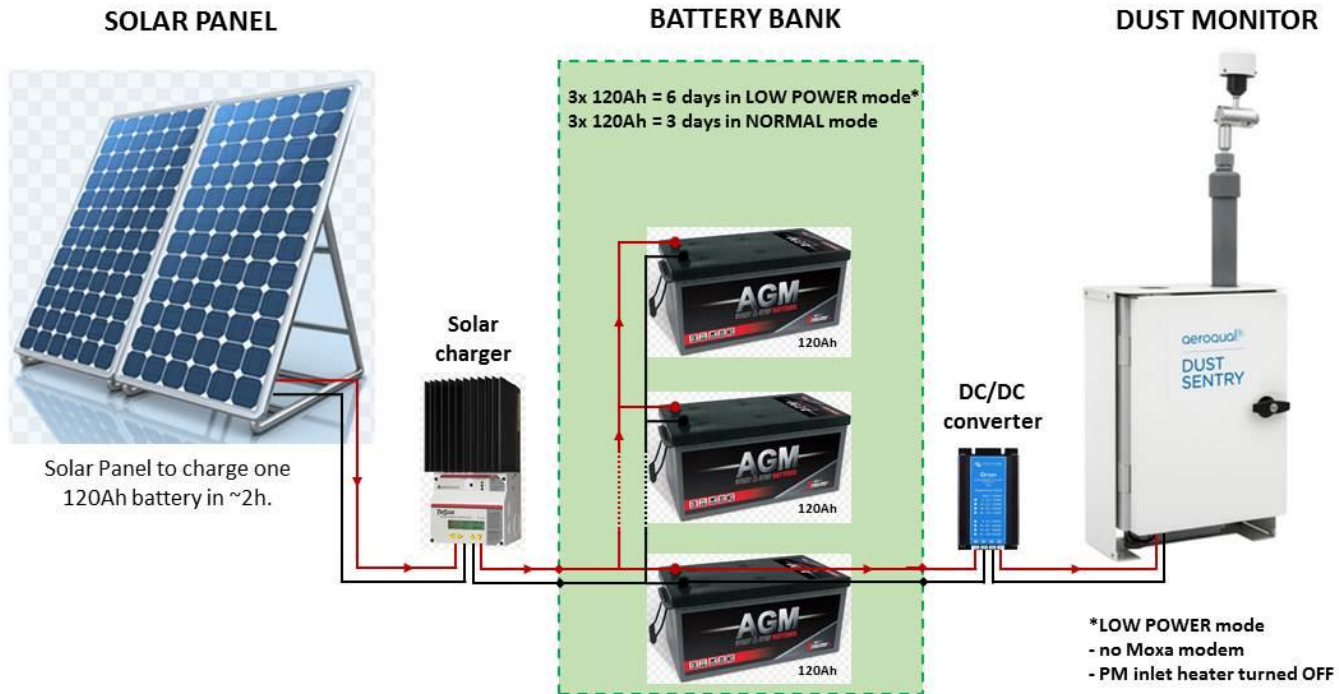 SOLAR PANEL
BATTERY BANK
DUST MONITOR
3x 120Ah = 6 days in LOW POWER mode*
3x 120Ah = 3 days in NORMAL mode
AGM
120Ah
aeroqual
DUST
SENTRY
Solar
charger
DC/DC
converter
AGM
120Ah
Solar Panel to charge one
120Ah battery in ~2h.
AGM
120Ah
*LOW POWER mode
- no Moxa modem
- PM inlet heater turned OFF